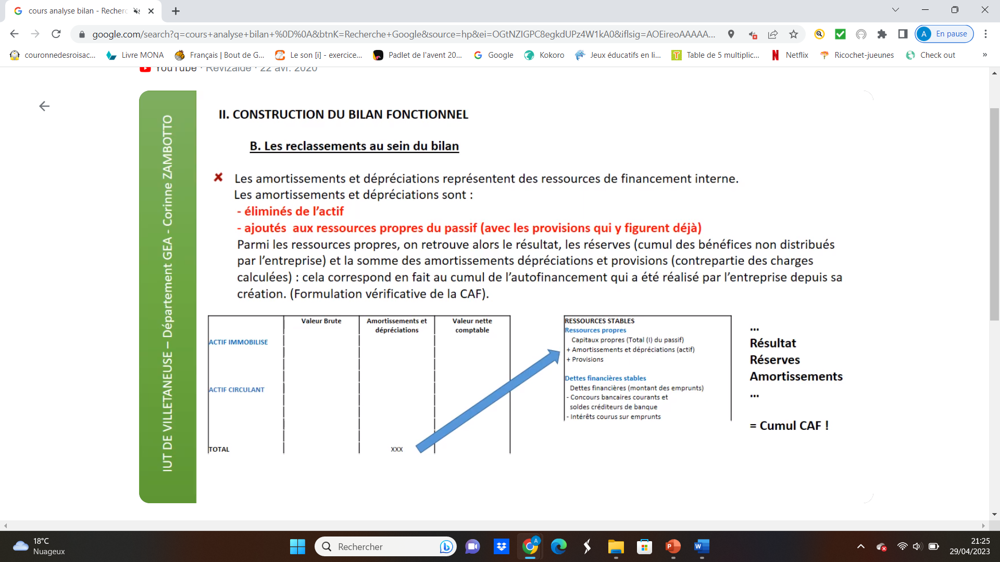 cours analyse bilan - Recherc
google.com/search?q=cours+analyse+bilan+%0D%0A&btnK=Recherche+Google&source=hp&ei=OGtNZIGPC8egkdUPz4W1kA0&iflsig=AOEireoAAAAA...
A En pause
couronnedesroisac...
Livre MONA
Français | Bout de G...
Le son [i] - exercice...
Padlet de l'avent 20...
Google
Kokoro
Jeux éducatifs en li...
Table de 5 multiplic...
Netflix
Ricochet-jueunes
Check out
»
YouTube · Revizaide · 22 avr. 2020
IUT DE VILLETANEUSE – Département GEA - Corinne ZAMBOTTO
II. CONSTRUCTION DU BILAN FONCTIONNEL
B. Les reclassements au sein du bilan
Les amortissements et dépréciations représentent des ressources de financement interne.
Les amortissements et dépréciations sont :
- éliminés de l'actif
- ajoutés aux ressources propres du passif (avec les provisions qui y figurent déjà)
Parmi les ressources propres, on retrouve alors le résultat, les réserves (cumul des bénéfices non distribués
par l'entreprise) et la somme des amortissements dépréciations et provisions (contrepartie des charges
calculées) : cela correspond en fait au cumul de l'autofinancement qui a été réalisé par l'entreprise depuis sa
création. (Formulation vérificative de la CAF).
Valeur Brute
Amortissements et
dépréciations
Valeur nette
comptable
ACTIF IMMOBILISE
ACTIF CIRCULANT
TOTAL
XXX
RESSOURCES STABLES
Ressources propres
Capitaux propres (Total (I) du passif)
+ Amortissements et dépréciations (actif)
+ Provisions
Dettes financières stables
Dettes financières (montant des emprunts)
- Concours bancaires courants et
soldes créditeurs de banque
- Intérêts courus sur emprunts
...
Résultat
Réserves
Amortissements
...
= Cumul CAF !
18°C
Nuageux
Rechercher
21:25
29/04/2023